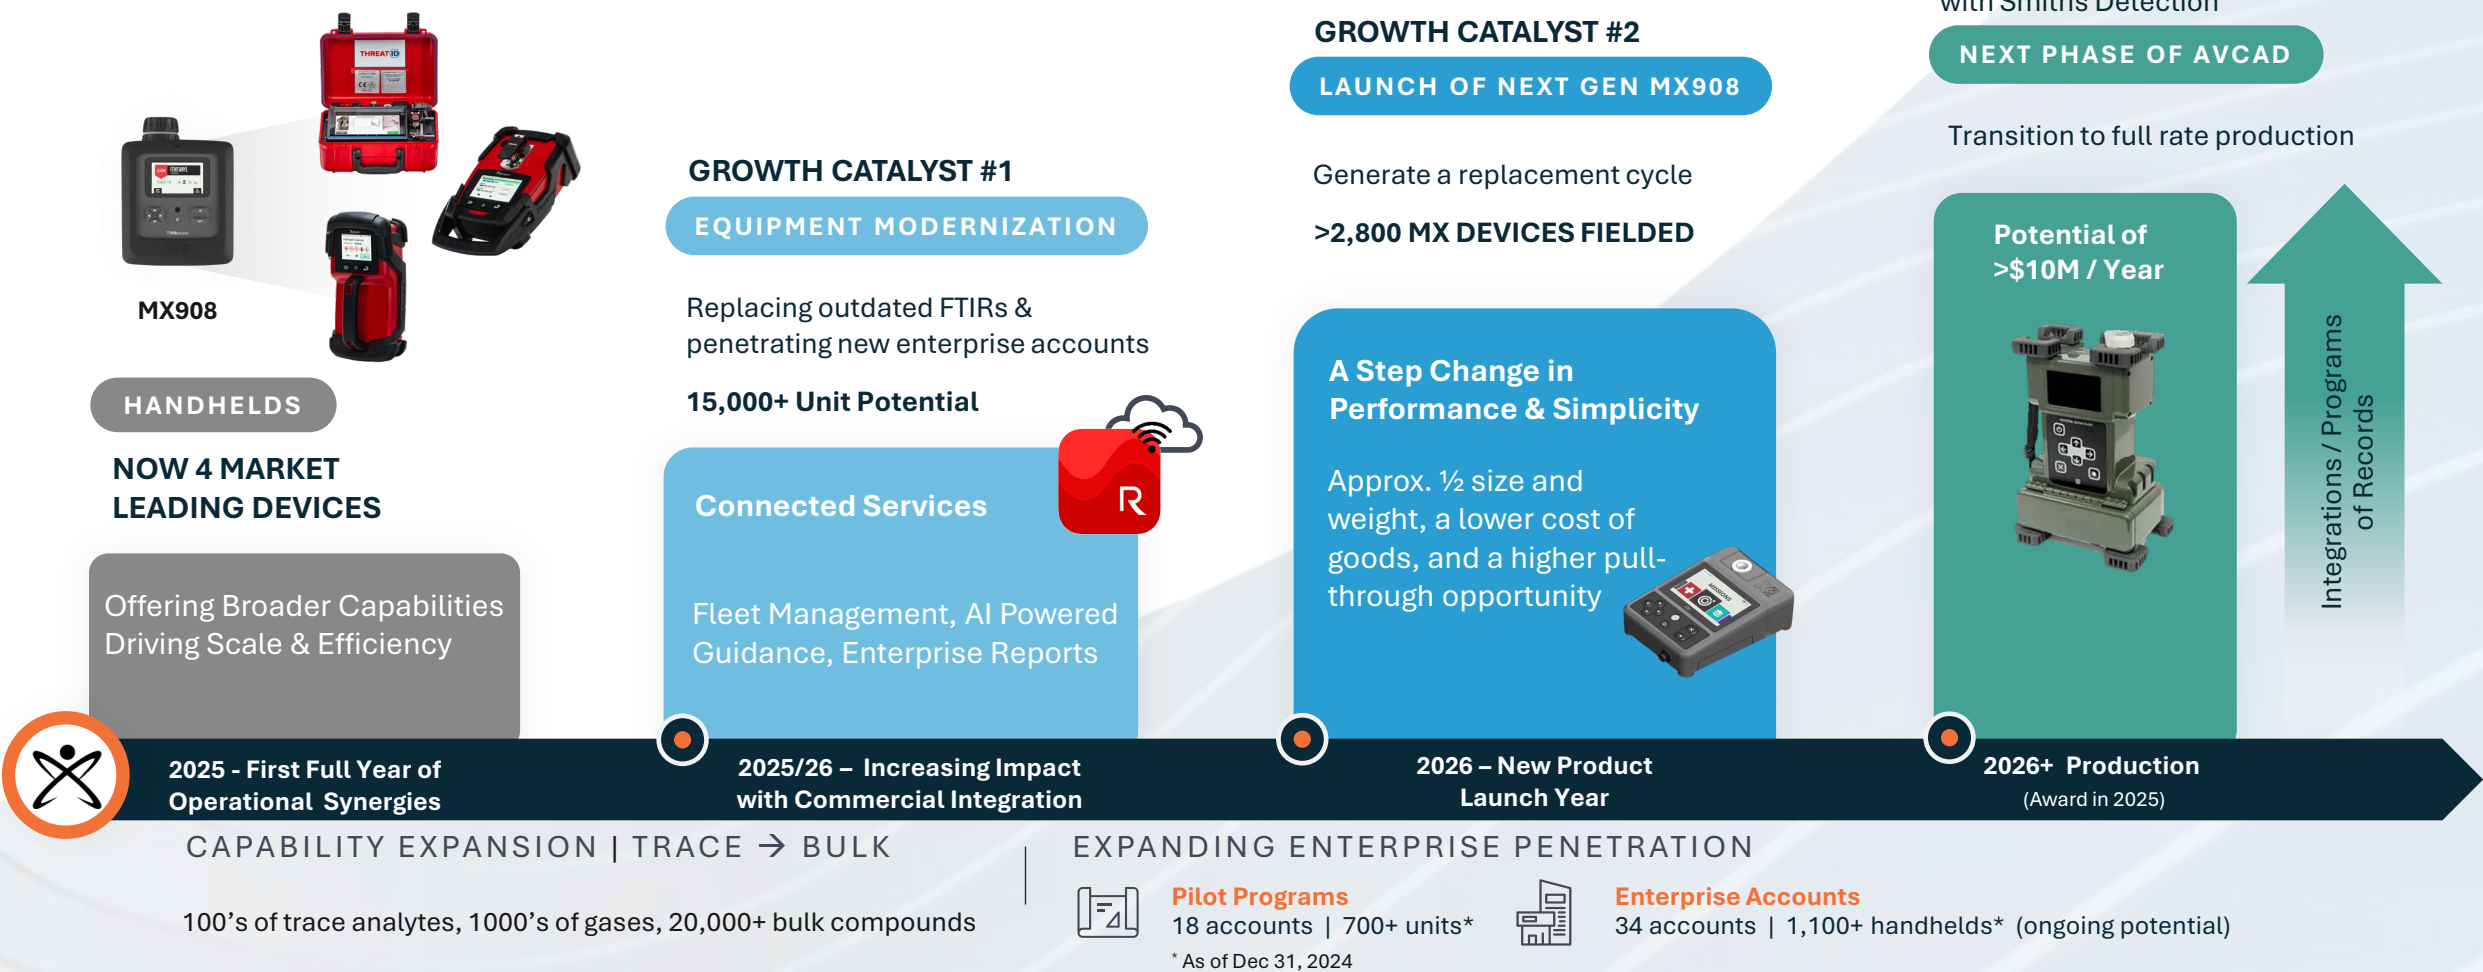 with Smiths Detection
NEXT PHASE OF AVCAD
Transition to full rate production
Potential of
>$10M / Year
Integrations / Programs
of Records
GROWTH CATALYST #2
LAUNCH OF NEXT GEN MX908
Generate a replacement cycle
>2,800 MX DEVICES FIELDED
A Step Change in
Performance & Simplicity
Approx. ½ size and
weight, a lower cost of
goods, and a higher pull-
through opportunity
MISSIONS
GROWTH CATALYST #1
EQUIPMENT MODERNIZATION
Replacing outdated FTIRs &
penetrating new enterprise accounts
15,000+ Unit Potential
R
Connected Services
Fleet Management, AI Powered
Guidance, Enterprise Reports
THREAT ID
FENTANYL
MX908
HANDHELDS
NOW 4 MARKET
LEADING DEVICES
Offering Broader Capabilities
Driving Scale & Efficiency
2025 - First Full Year of
Operational Synergies
2025/26 – Increasing Impact
with Commercial Integration
2026 – New Product
Launch Year
2026+ Production
(Award in 2025)
CAPABILITY EXPANSION | TRACE → BULK
100’s of trace analytes, 1000’s of gases, 20,000+ bulk compounds
EXPANDING ENTERPRISE PENETRATION
Pilot Programs
18 accounts | 700+ units*
* As of Dec 31, 2024
Enterprise Accounts
34 accounts | 1,100+ handhelds* (ongoing potential)